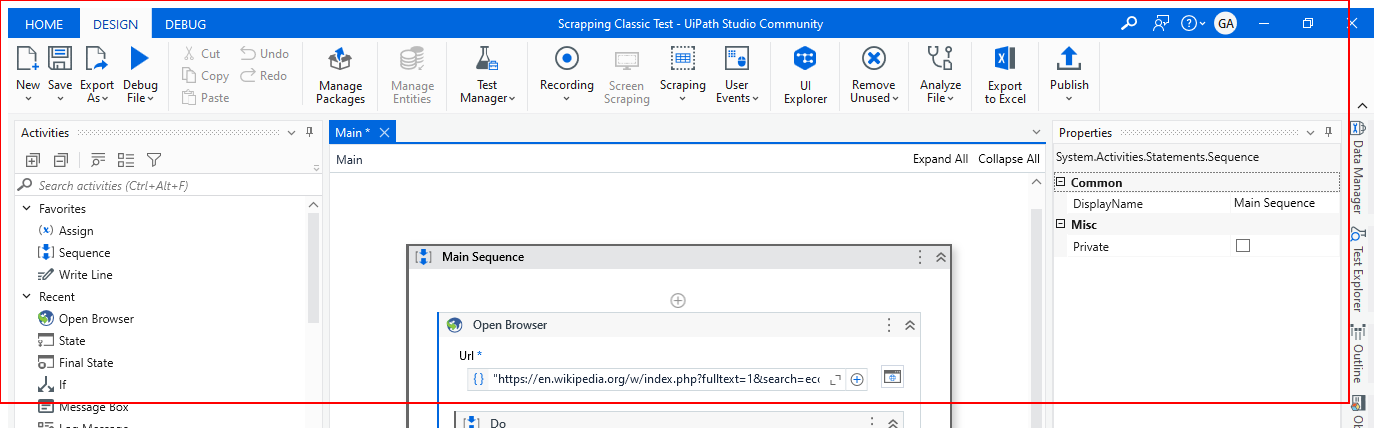 HOME DESIGN DEBUG Scrapping Classic Test - UiPath Studio Community GA
New Save Export As Debug File
Cut Undo
Copy Redo
Paste
Manage Packages Manage Entities Test Manager Recording Screen Scraping Scraping User Events UI Explorer Remove Unused Analyze File Export to Excel Publish
Activities
Search activities (Ctrl+Alt+F)
Favorites
Assign
Sequence
Write Line
Recent
Open Browser
State
Final State
If
Message Box
Log Message
Main *
Main Expand All Collapse All
Main Sequence
Open Browser
Url *
"https://en.wikipedia.org/w/index.php?fulltext=1&search=ecc
Do
Properties
System.Activities.Statements.Sequence
Common
DisplayName Main Sequence
Misc
Private
Data Manager
Test Explorer
Outline